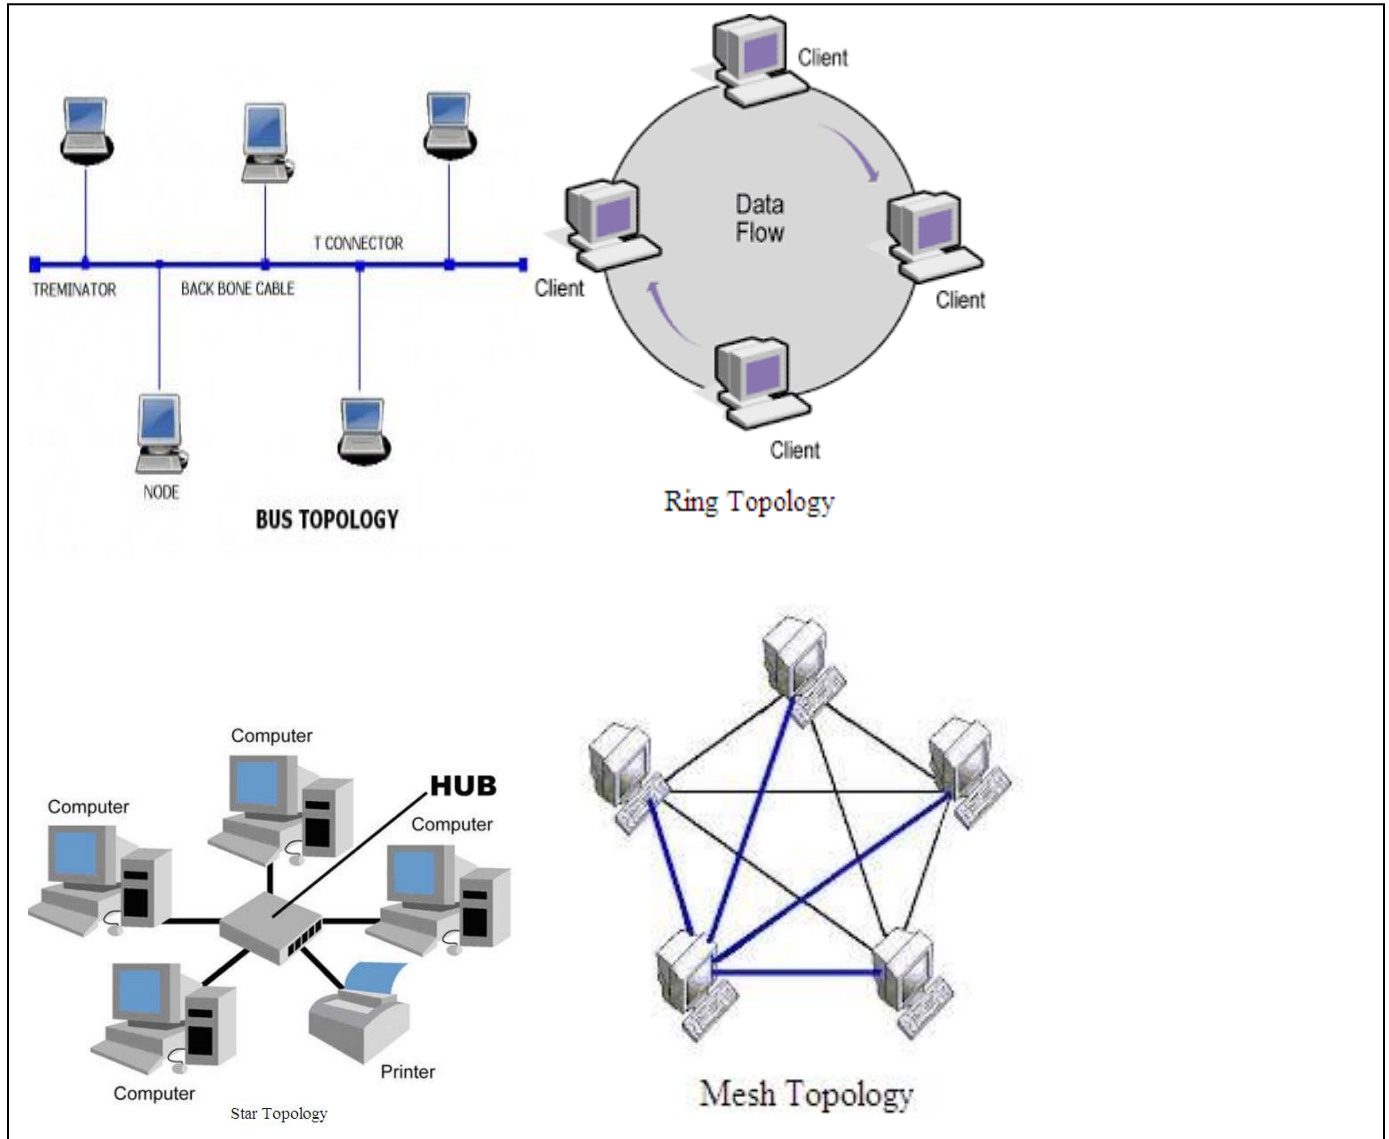 T CONNECTOR
TREMINATOR
BACK BONE CABLE
NODE
BUS TOPOLOGY
Client
Data
Flow
Client
Client
Client
Ring Topology
Computer
HUB
Computer
Computer
Computer
Printer
Star Topology
Mesh Topology